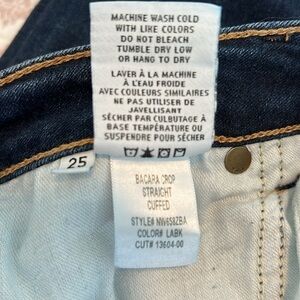 MACHINE WASH COLD
WITH LIKE COLORS
DO NOT BLEACH
TUMBLE DRY LOW
OR HANG TO DRY
LAVER À LA MACHINE
À L'EAU FROIDE
AVEC COULEURS SIMILAIRES
NE PAS UTILISER DE
JAVELLISANT
SÉCHER PAR CULBUTAGE À
BASE TEMPÉRATURE OU
SUSPENDRE POUR SÉCHER
25
BACARA CROP
STRAIGHT
CUFFED
STYLE# NW658ZBA
COLOR# LABK
CUT# 13604-00